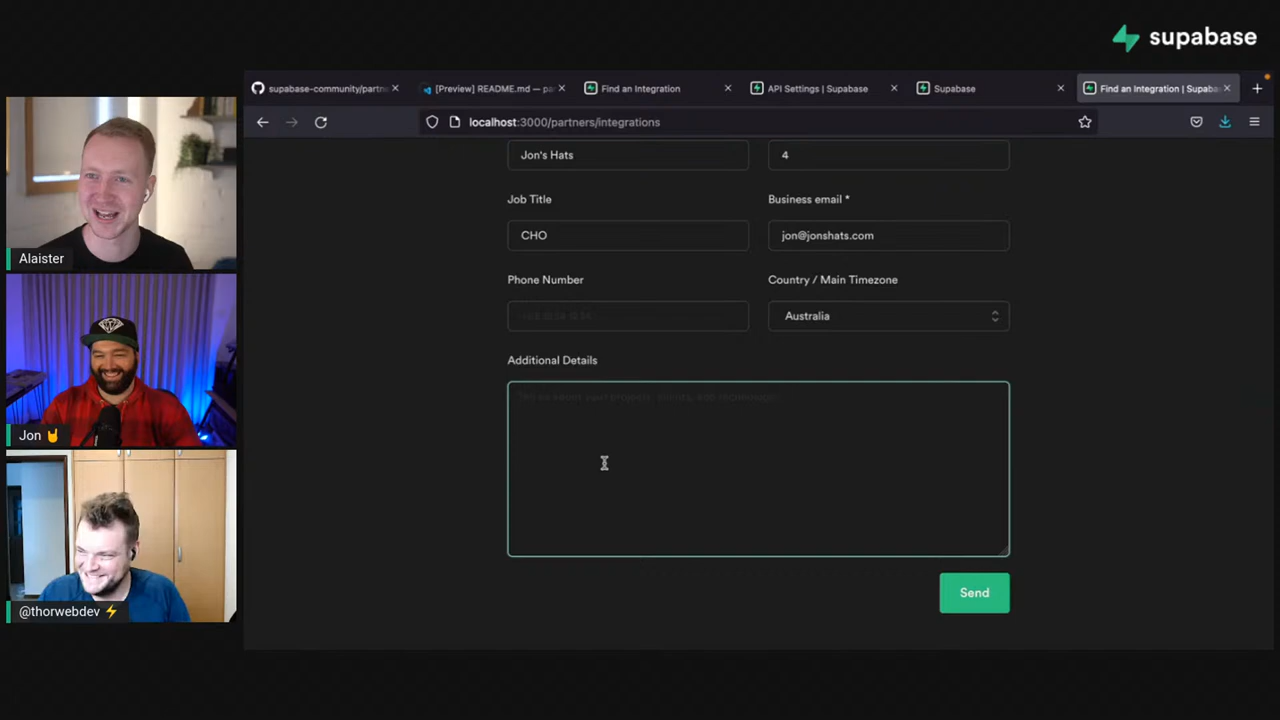 supabase
supabase-community/partne
[Preview] README.md — pa
Find an Integration
API Settings | Supabase
Supabase
Find an Integration | Supabas
localhost:3000/partners/integrations
Jon's Hats
4
Job Title
Business email *
CHO
jon@jonshats.com
Phone Number
Country / Main Timezone
Australia
Additional Details
Send
Alaister
Jon 🤘
@thorwebdev ⚡